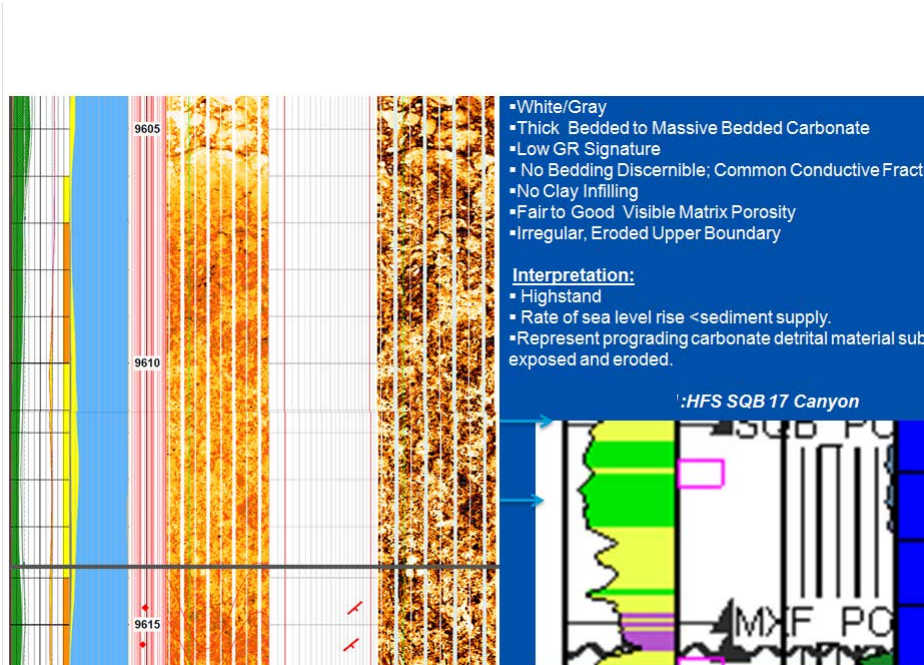 9605
9610
9615
▪White/Gray
▪Thick Bedded to Massive Bedded Carbonate
▪Low GR Signature
▪ No Bedding Discernible; Common Conductive Fract
▪No Clay Infilling
▪Fair to Good Visible Matrix Porosity
▪Irregular, Eroded Upper Boundary
Interpretation:
▪ Highstand
▪ Rate of sea level rise <sediment supply.
▪Represent prograding carbonate detrital material sub
exposed and eroded.
:HFS SQB 17 Canyon
SQB PC
MXF PC